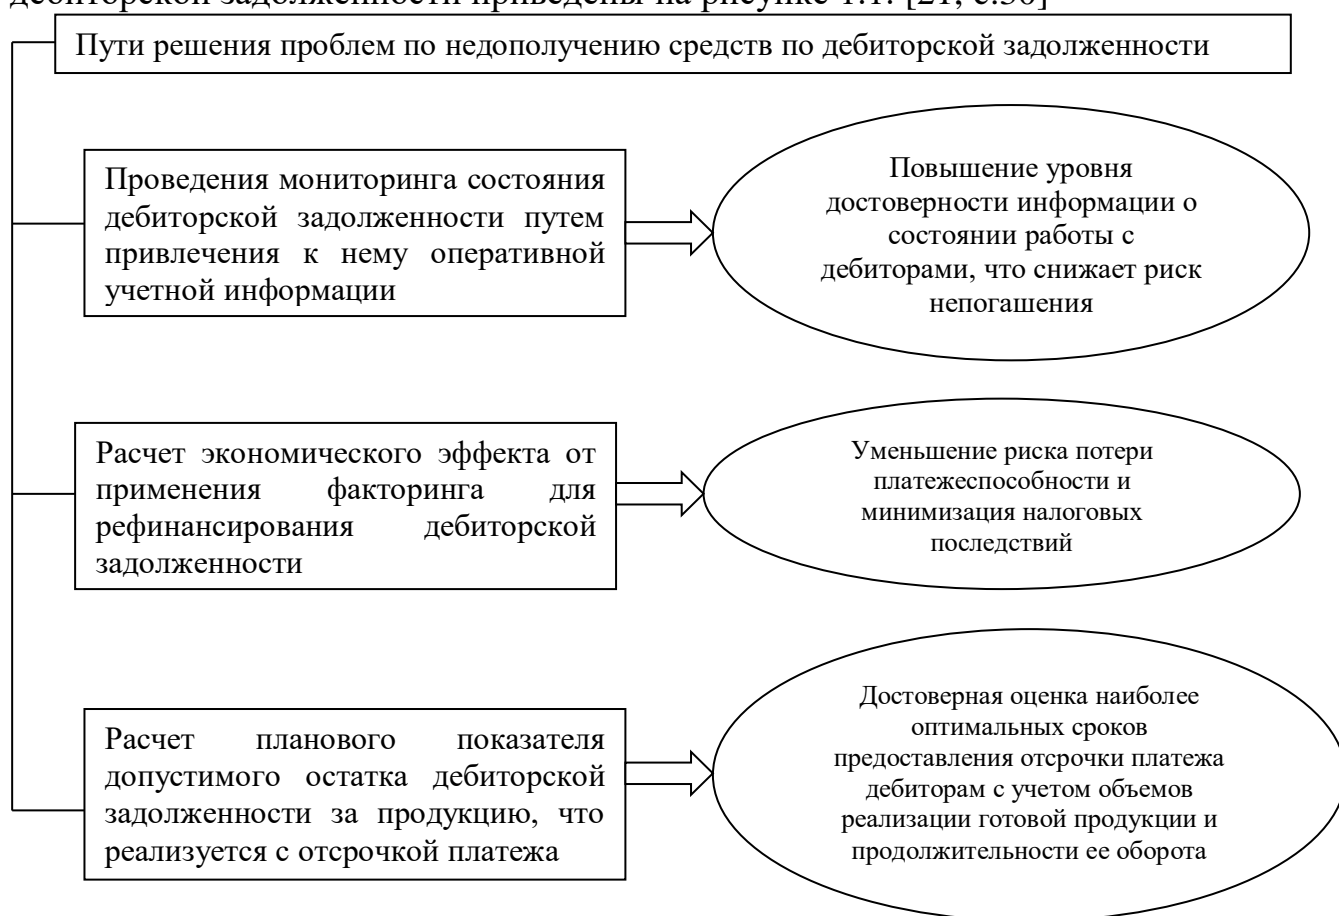 дебиторской задолженности приведены на рисунке 1.1. [21, с.30]
Пути решения проблем по недополучению средств по дебиторской задолженности
Проведения мониторинга состояния
дебиторской задолженности путем
привлечения к нему оперативной
учетной информации
Повышение уровня
достоверности информации о
состоянии работы с
дебиторами, что снижает риск
непогашения
Расчет экономического эффекта от
применения факторинга для
рефинансирования дебиторской
задолженности
Уменьшение риска потери
платежеспособности и
минимизация налоговых
последствий
Расчет планового показателя
допустимого остатка дебиторской
задолженности за продукцию, что
реализуется с отсрочкой платежа
Достоверная оценка наиболее
оптимальных сроков
предоставления отсрочки платежа
дебиторам с учетом объемов
реализации готовой продукции и
продолжительности ее оборота